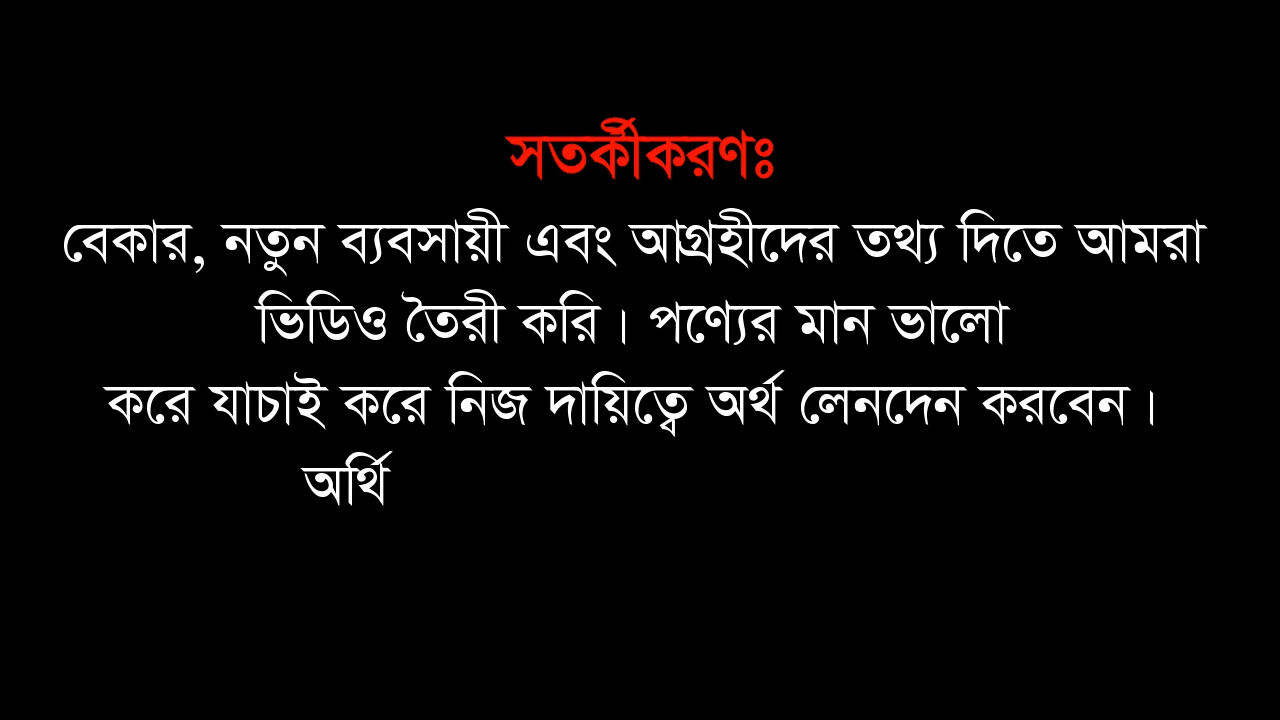 সতর্কীকরণঃ
বেকার, নতুন ব্যবসায়ী এবং আগ্রহীদের তথ্য দিতে আমরা
ভিডিও তৈরী করি। পণ্যের মান ভালো
করে যাচাই করে নিজ দায়িত্বে অর্থ লেনদেন করবেন।
অর্থি